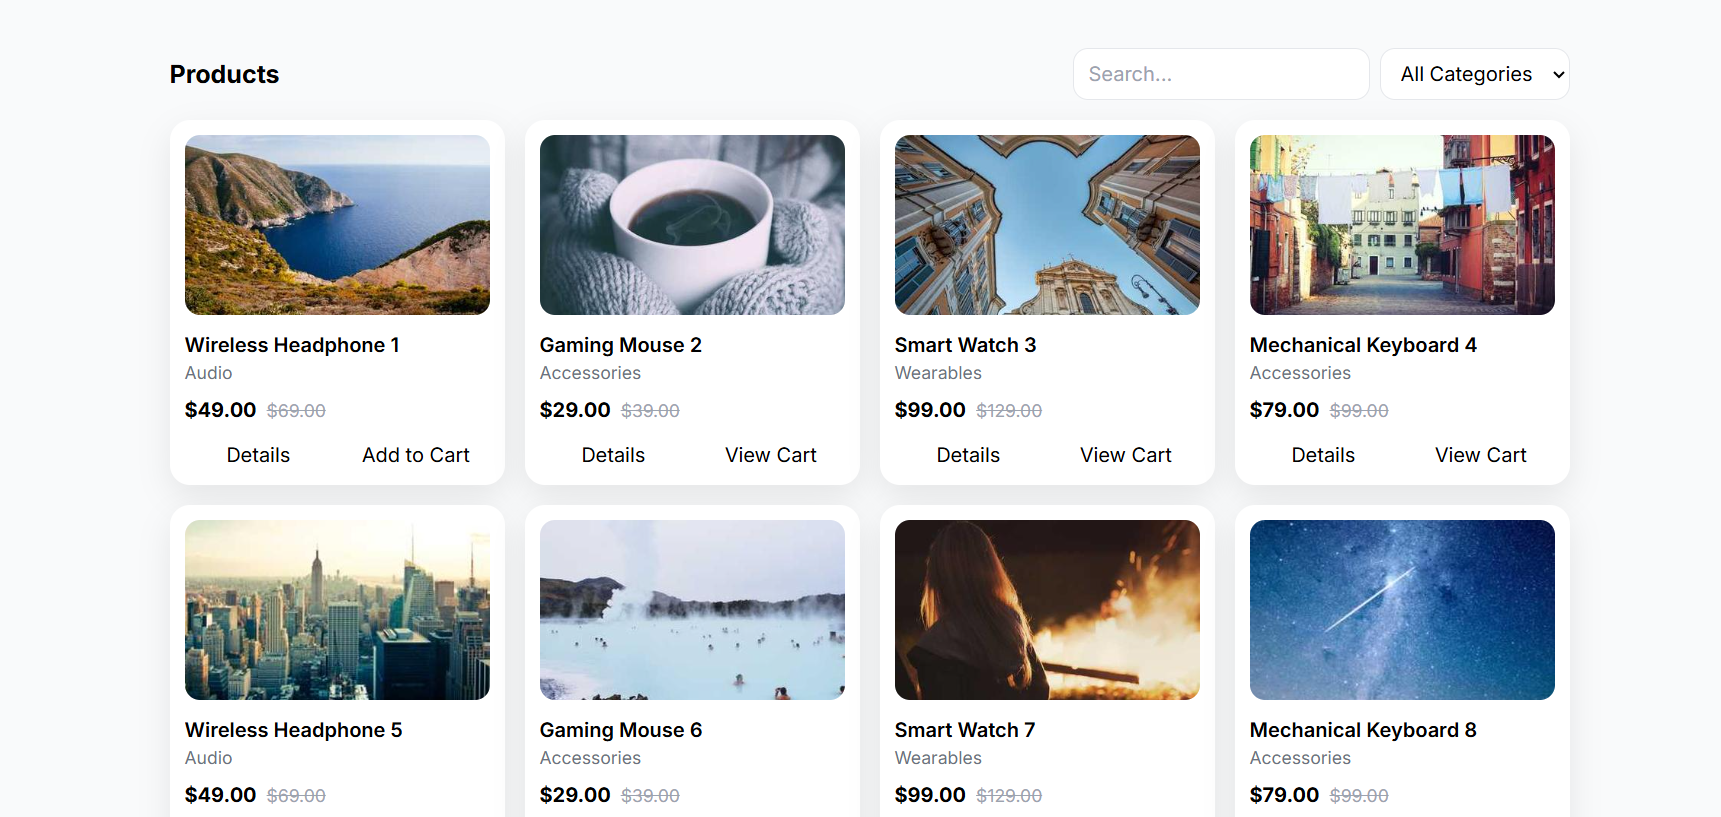 Products
Search...
All Categories
Wireless Headphone 1
Audio
$49.00 $69.00
Details
Add to Cart
Gaming Mouse 2
Accessories
$29.00 $39.00
Details
View Cart
Smart Watch 3
Wearables
$99.00 $129.00
Details
View Cart
Mechanical Keyboard 4
Accessories
$79.00 $99.00
Details
View Cart
Wireless Headphone 5
Audio
$49.00 $69.00
Gaming Mouse 6
Accessories
$29.00 $39.00
Smart Watch 7
Wearables
$99.00 $129.00
Mechanical Keyboard 8
Accessories
$79.00 $99.00